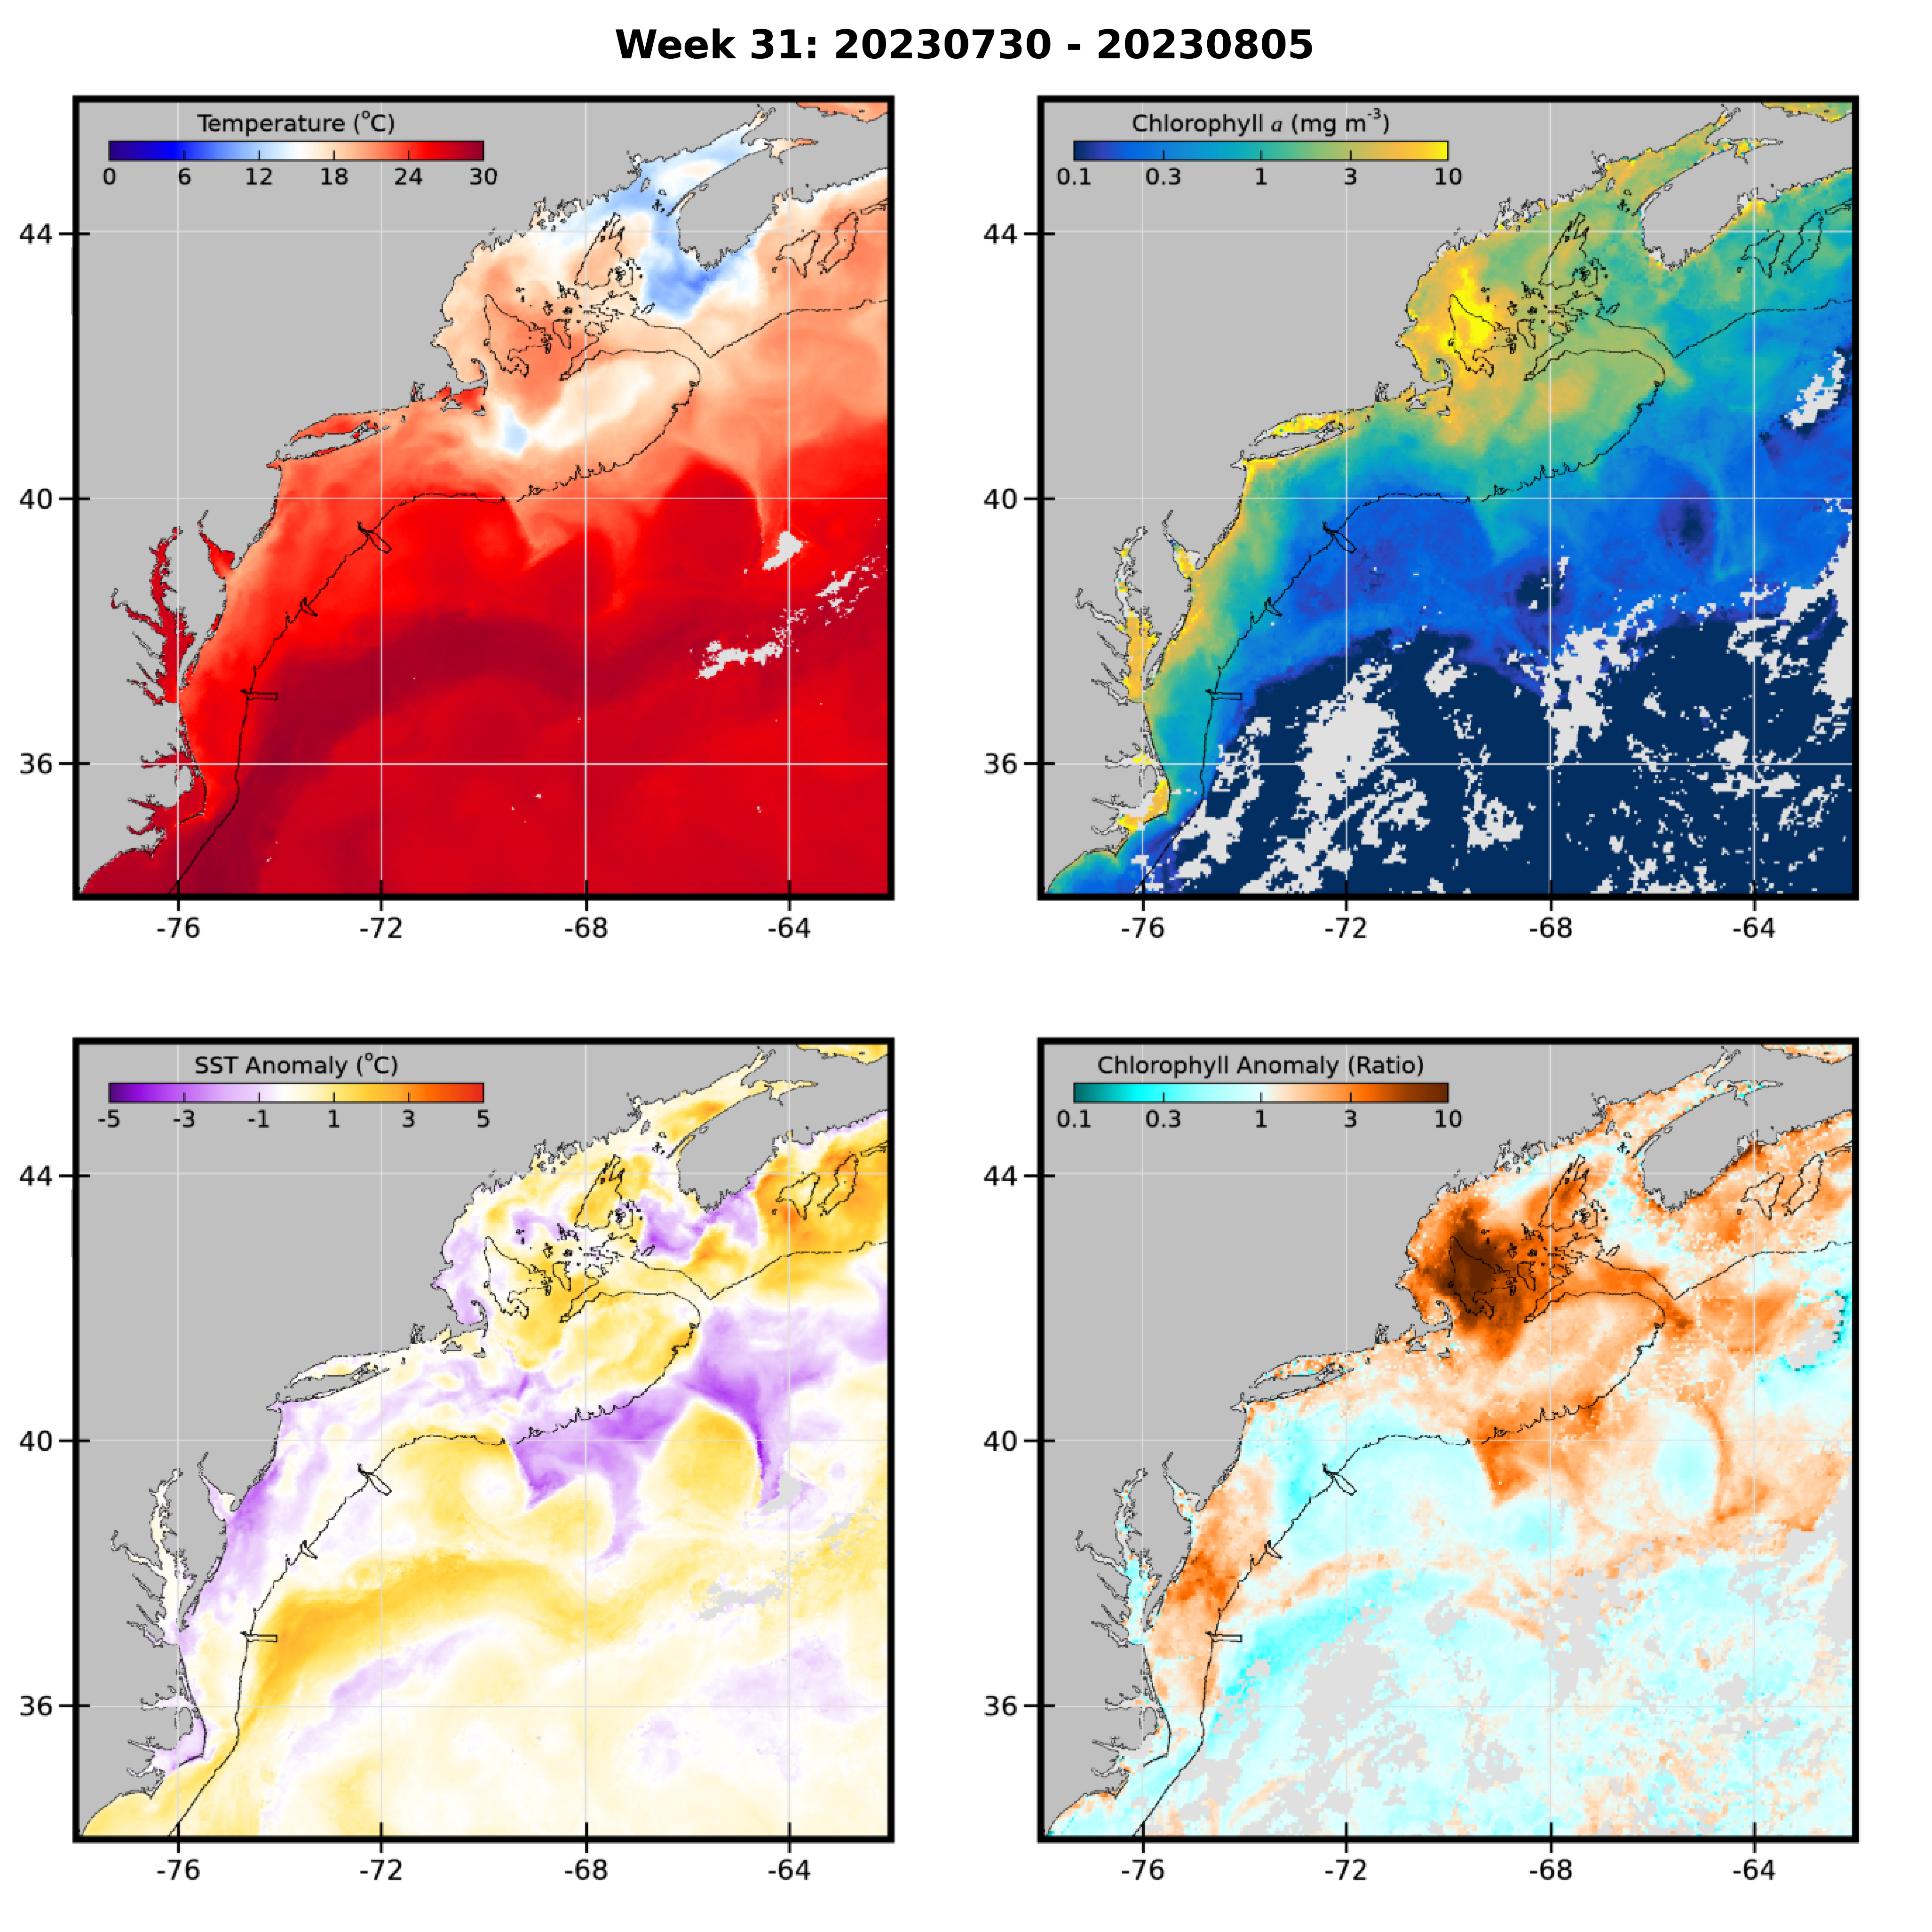 Week 31: 20230730 - 20230805
Temperature (°C)
0 6 12 18 24 30
44
40
36
-76 -72 -68 -64
Chlorophyll a (mg m⁻³)
0.1 0.3 1 3 10
44
40
36
-76 -72 -68 -64
SST Anomaly (°C)
-5 -3 -1 1 3 5
44
40
36
-76 -72 -68 -64
Chlorophyll Anomaly (Ratio)
0.1 0.3 1 3 10
44
40
36
-76 -72 -68 -64